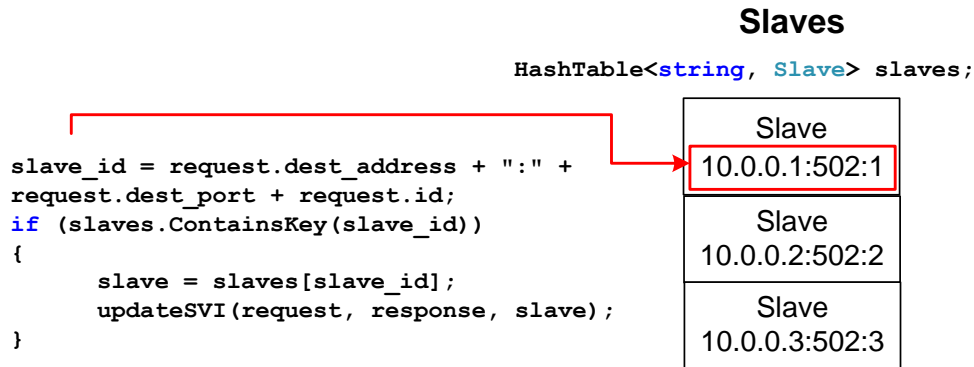 Slaves
HashTable<string, Slave> slaves;
slave_id = request.dest_address + ":" +
request.dest_port + request.id;
if (slaves.ContainsKey(slave_id))
{
slave = slaves[slave_id];
updateSVI(request, response, slave);
}
Slave
10.0.0.1:502:1
Slave
10.0.0.2:502:2
Slave
10.0.0.3:502:3